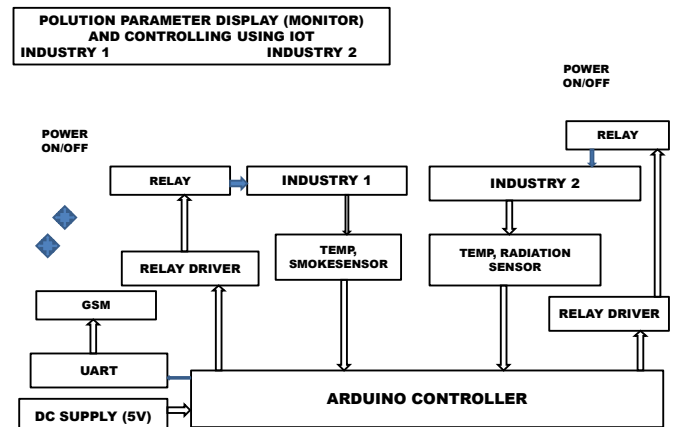 POLUTION PARAMETER DISPLAY (MONITOR)
AND CONTROLLING USING IOT
INDUSTRY 1 INDUSTRY 2
POWER
ON/OFF
POWER
ON/OFF
RELAY
RELAY
INDUSTRY 1
INDUSTRY 2
TEMP,
SMOKESENSOR
TEMP, RADIATION
SENSOR
RELAY DRIVER
GSM
RELAY DRIVER
UART
ARDUINO CONTROLLER
DC SUPPLY (5V)